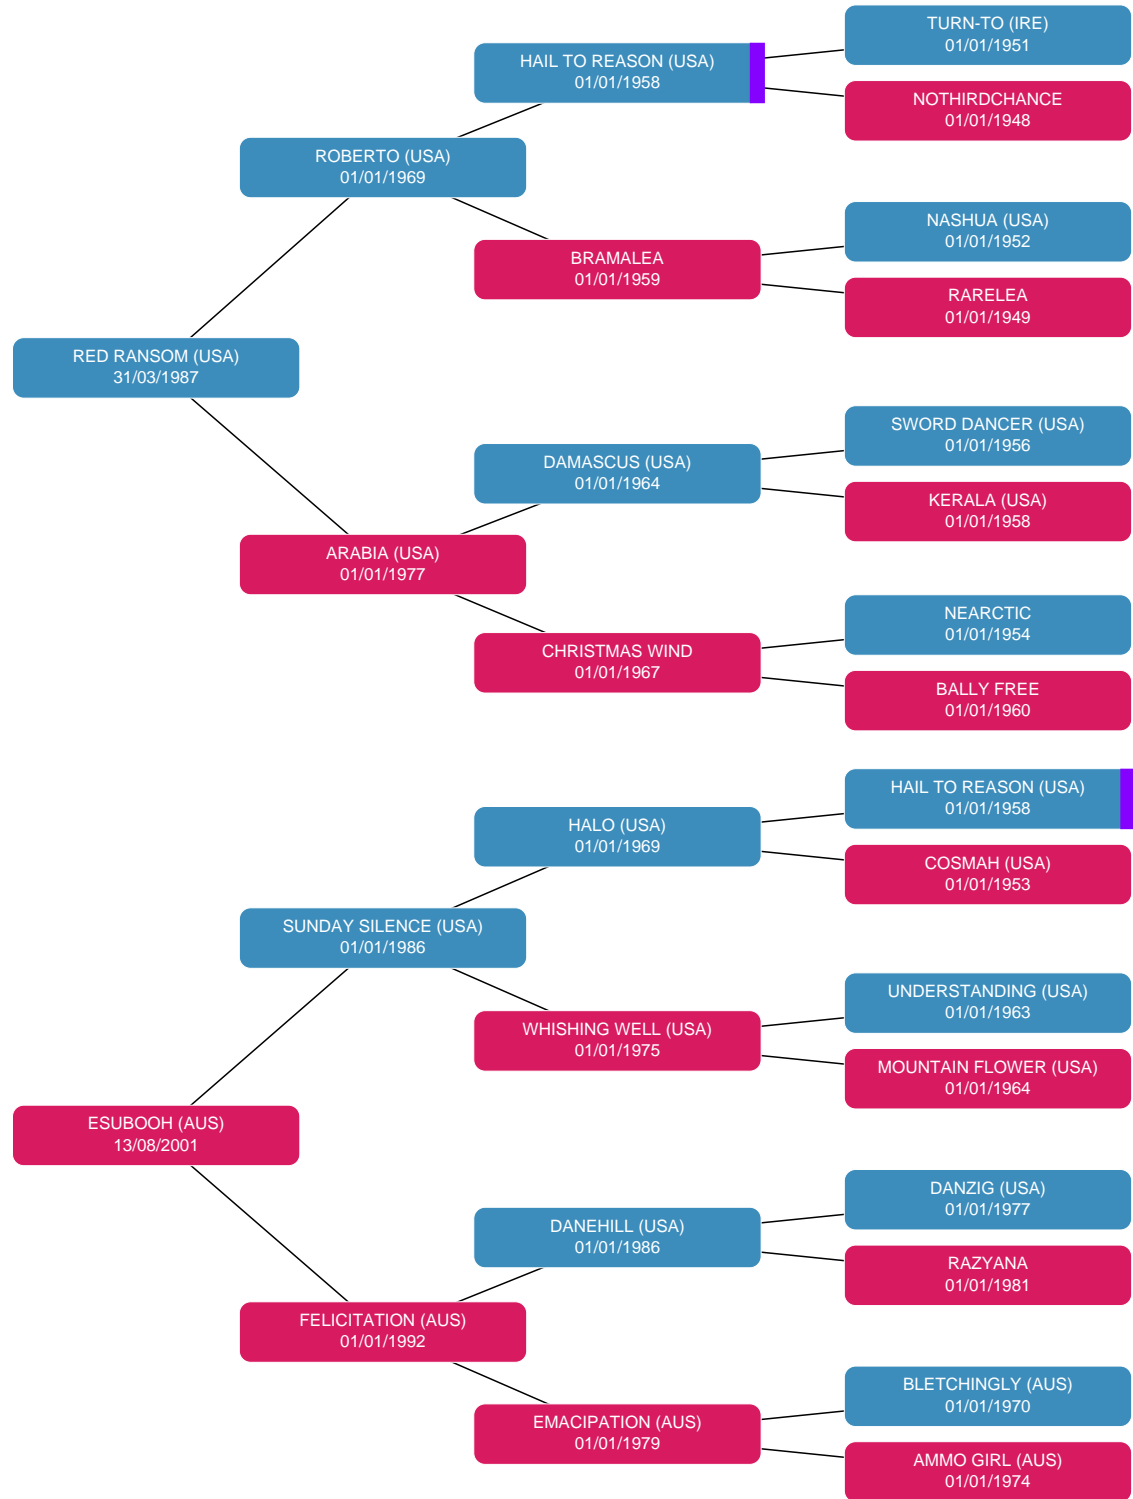 TURN-TO (IRE)
01/01/1951
HAIL TO REASON (USA)
01/01/1958
NOTHIRDCHANCE
01/01/1948
ROBERTO (USA)
01/01/1969
NASHUA (USA)
01/01/1952
BRAMALEA
01/01/1959
RARELEA
01/01/1949
RED RANSOM (USA)
31/03/1987
SWORD DANCER (USA)
01/01/1956
DAMASCUS (USA)
01/01/1964
KERALA (USA)
01/01/1958
ARABIA (USA)
01/01/1977
NEARCTIC
01/01/1954
CHRISTMAS WIND
01/01/1967
BALLY FREE
01/01/1960
HAIL TO REASON (USA)
01/01/1958
HALO (USA)
01/01/1969
COSMAH (USA)
01/01/1953
SUNDAY SILENCE (USA)
01/01/1986
UNDERSTANDING (USA)
01/01/1963
WHISHING WELL (USA)
01/01/1975
MOUNTAIN FLOWER (USA)
01/01/1964
ESUBOOH (AUS)
13/08/2001
DANZIG (USA)
01/01/1977
DANEHILL (USA)
01/01/1986
RAZYANA
01/01/1981
FELICITATION (AUS)
01/01/1992
BLETCHINGLY (AUS)
01/01/1970
EMACIPATION (AUS)
01/01/1979
AMMO GIRL (AUS)
01/01/1974